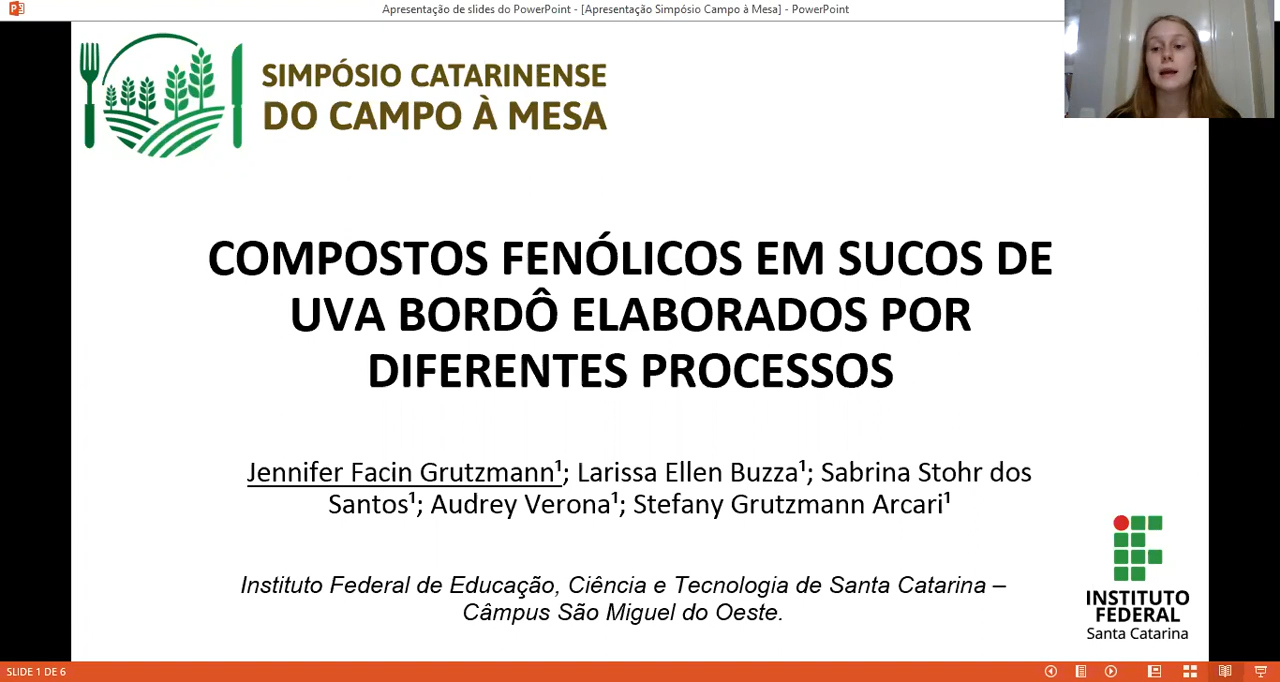 Apresentação de slides do PowerPoint - [Apresentação Simpósio Campo à Mesa] - PowerPoint
SIMPÓSIO CATARINENSE
DO CAMPO À MESA
COMPOSTOS FENÓLICOS EM SUCOS DE
UVA BORDÔ ELABORADOS POR
DIFERENTES PROCESSOS
Jennifer Facin Grutzmann¹; Larissa Ellen Buzza¹; Sabrina Stohr dos
Santos¹; Audrey Verona¹; Stefany Grutzmann Arcari¹
Instituto Federal de Educação, Ciência e Tecnologia de Santa Catarina –
Câmpus São Miguel do Oeste.
INSTITUTO
FEDERAL
Santa Catarina
SLIDE 1 DE 6